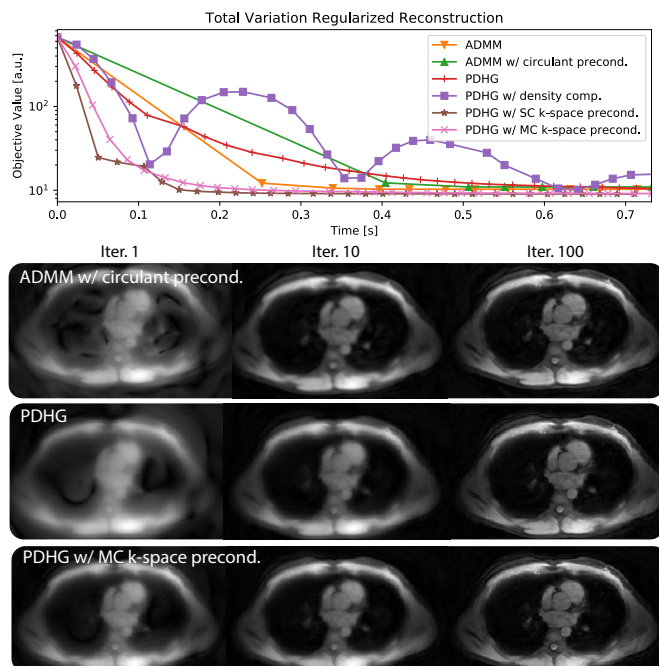 Total Variation Regularized Reconstruction
Objective Value [a.u.]
10²
10¹
ADMM
ADMM w/ circulant precond.
PDHG
PDHG w/ density comp.
PDHG w/ SC k-space precond.
PDHG w/ MC k-space precond.
0.0 0.1 0.2 0.3 0.4 0.5 0.6 0.7
Time [s]
Iter. 1 Iter. 10 Iter. 100
ADMM w/ circulant precond.
PDHG
PDHG w/ MC k-space precond.